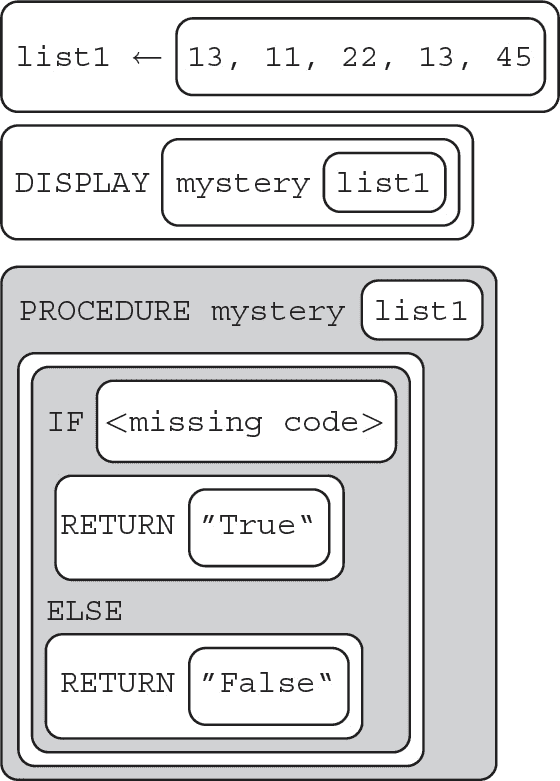 list1 ← 13, 11, 22, 13, 45
DISPLAY mystery list1
PROCEDURE mystery list1
IF <missing code>
RETURN ”True“
ELSE
RETURN ”False“